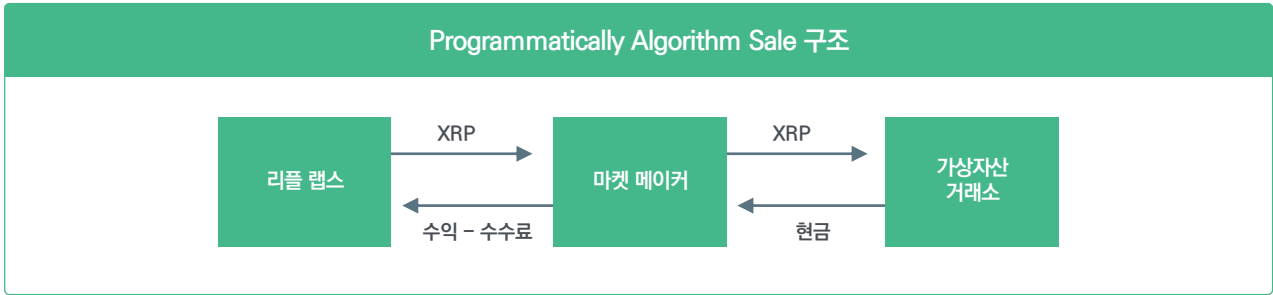 Programmatically Algorithm Sale 구조
XRP
XRP
리플 랩스
마켓 메이커
가상자산
거래소
수익 - 수수료
현금